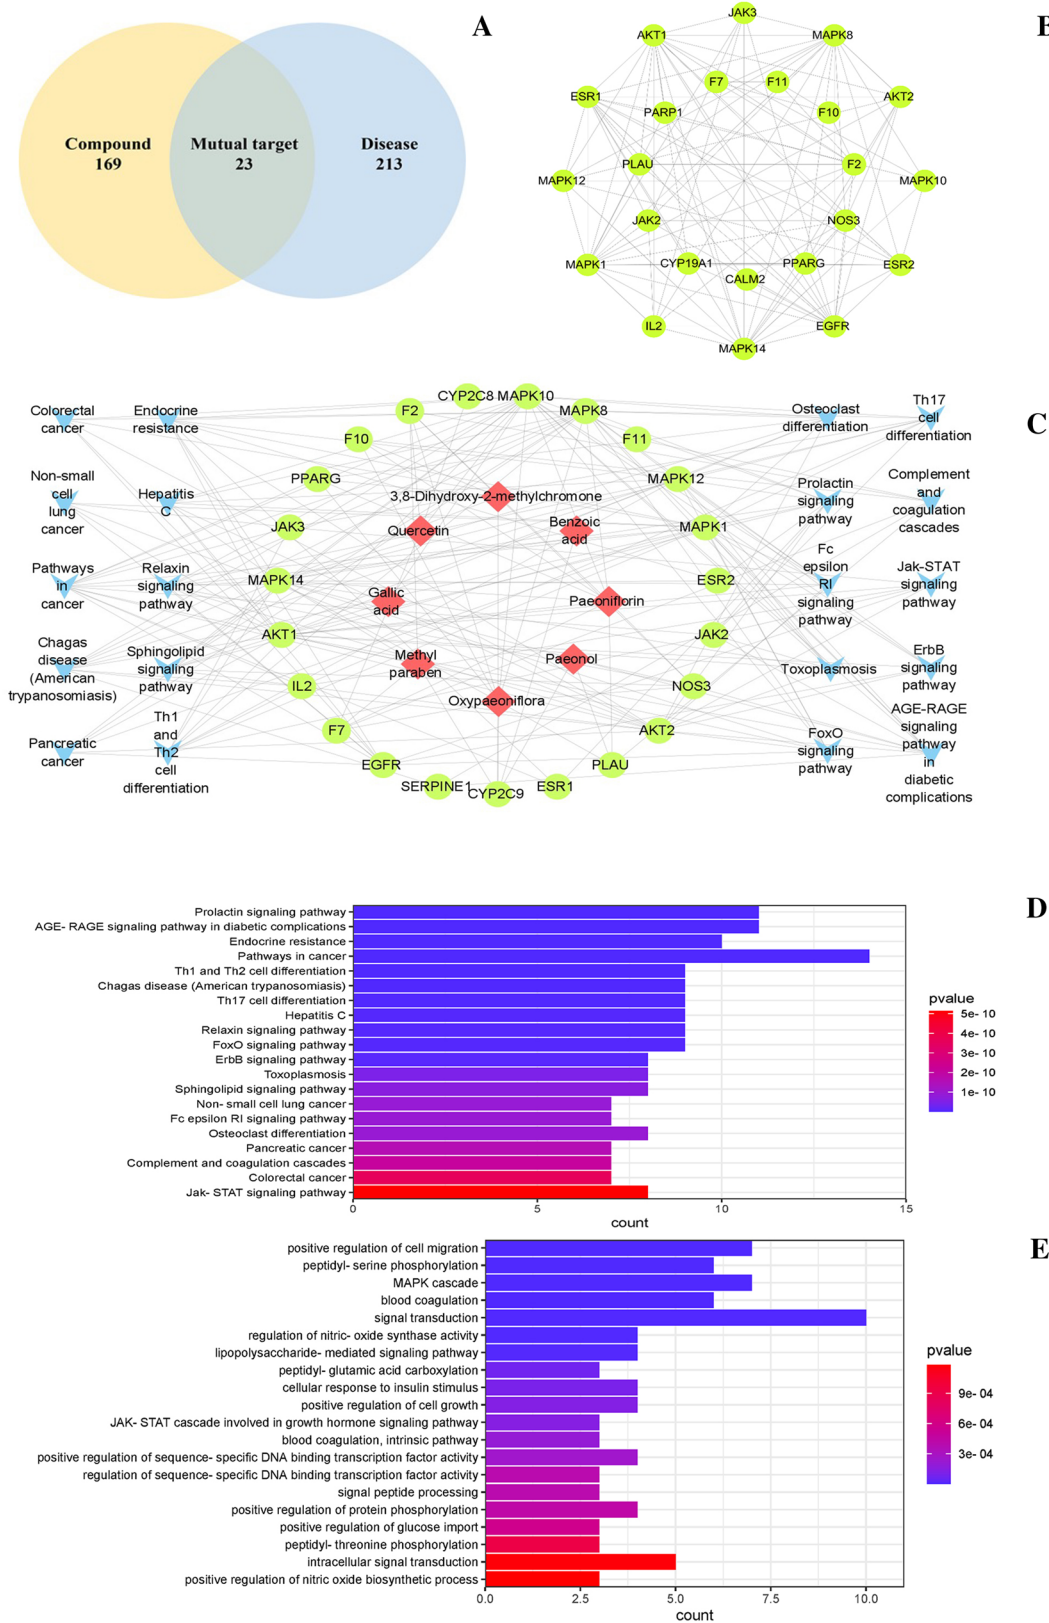 A
Compound
169
Mutual target
23
Disease
213
B
JAK3
AKT1
MAPK8
F7
F11
ESR1
AKT2
PARP1
F10
PLAU
F2
MAPK12
MAPK10
JAK2
NOS3
MAPK1
CYP19A1
PPARG
ESR2
CALM2
IL2
EGFR
MAPK14
C
Colorectal
cancer
Endocrine
resistance
Non-small
cell
lung
cancer
Hepatitis
C
Pathways
in
cancer
Relaxin
signaling
pathway
Chagas
disease
(American
trypanosomiasis)
Sphingolipid
signaling
pathway
Pancreatic
cancer
Th1
and
Th2
cell
differentiation
CYP2C8
MAPK10
F2
MAPK8
F10
F11
PPARG
MAPK12
JAK3
MAPK1
MAPK14
ESR2
AKT1
JAK2
IL2
NOS3
F7
AKT2
EGFR
PLAU
SERPINE1
CYP2C9
ESR1
3,8-Dihydroxy-2-methylchromone
Quercetin
Benzoic
acid
Gallic
acid
Paeoniflorin
Methyl
paraben
Paeonol
Oxypaeoniflora
Osteoclast
differentiation
Th17
cell
differentiation
Prolactin
signaling
pathway
Complement
and
coagulation
cascades
Fc
epsilon
RI
signaling
pathway
Jak-STAT
signaling
pathway
Toxoplasmosis
ErbB
signaling
pathway
FoxO
signaling
pathway
AGE-RAGE
signaling
pathway
in
diabetic
complications
D
Prolactin signaling pathway
AGE- RAGE signaling pathway in diabetic complications
Endocrine resistance
Pathways in cancer
Th1 and Th2 cell differentiation
Chagas disease (American trypanosomiasis)
Th17 cell differentiation
Hepatitis C
Relaxin signaling pathway
FoxO signaling pathway
ErbB signaling pathway
Toxoplasmosis
Sphingolipid signaling pathway
Non- small cell lung cancer
Fc epsilon RI signaling pathway
Osteoclast differentiation
Pancreatic cancer
Complement and coagulation cascades
Colorectal cancer
Jak- STAT signaling pathway
0 5 10 15
count
pvalue
5e- 10
4e- 10
3e- 10
2e- 10
1e- 10
E
positive regulation of cell migration
peptidyl- serine phosphorylation
MAPK cascade
blood coagulation
signal transduction
regulation of nitric- oxide synthase activity
lipopolysaccharide- mediated signaling pathway
peptidyl- glutamic acid carboxylation
cellular response to insulin stimulus
positive regulation of cell growth
JAK- STAT cascade involved in growth hormone signaling pathway
blood coagulation, intrinsic pathway
positive regulation of sequence- specific DNA binding transcription factor activity
regulation of sequence- specific DNA binding transcription factor activity
signal peptide processing
positive regulation of protein phosphorylation
positive regulation of glucose import
peptidyl- threonine phosphorylation
intracellular signal transduction
positive regulation of nitric oxide biosynthetic process
0.0 2.5 5.0 7.5 10.0
count
pvalue
9e- 04
6e- 04
3e- 04